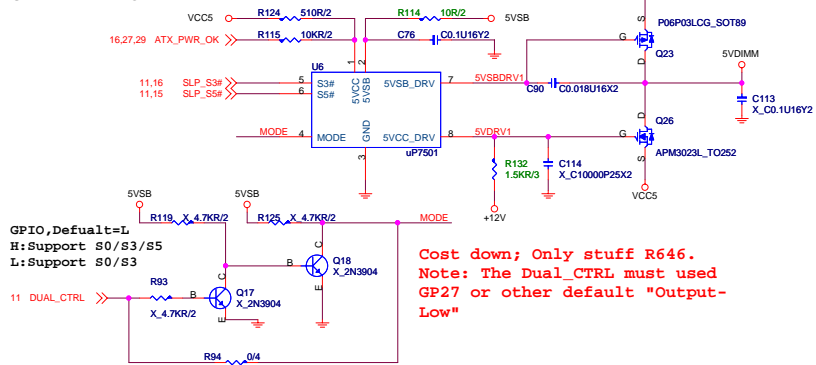 VCC5
R124
510R/2
R114
10R/2
5VSB
16,27,29 ATX_PWR_OK
R115
10KR/2
C76
C0.1U16Y2
S
P06P03LCG_SOT89
G
Q23
D
5VDIMM
U6
1
2
11,16 SLP_S3#
5
S3#
5VCC
5VSB
5VSB_DRV
7
5VSBDRV1
11,15 SLP_S5#
6
S5#
C90
C0.018U16X2
C113
X_C0.1U16Y2
D
Q26
MODE
4
MODE
GND
5VCC_DRV
8
5VDRV1
G
uP7501
3
R132
1.5KR/3
C114
X_C10000P25X2
S
APM3023L_TO252
+12V
VCC5
5VSB
5VSB
R119
X_4.7KR/2
R125
X_4.7KR/2
MODE
GPIO,Defualt=L
H:Support S0/S3/S5
L:Support S0/S3
C
B
Q18
X_2N3904
E
Cost down; Only stuff R646.
Note: The Dual_CTRL must used
GP27 or other default "Output-
Low"
R93
C
11 DUAL_CTRL
B
Q17
X_4.7KR/2
X_2N3904
E
R94
0/4